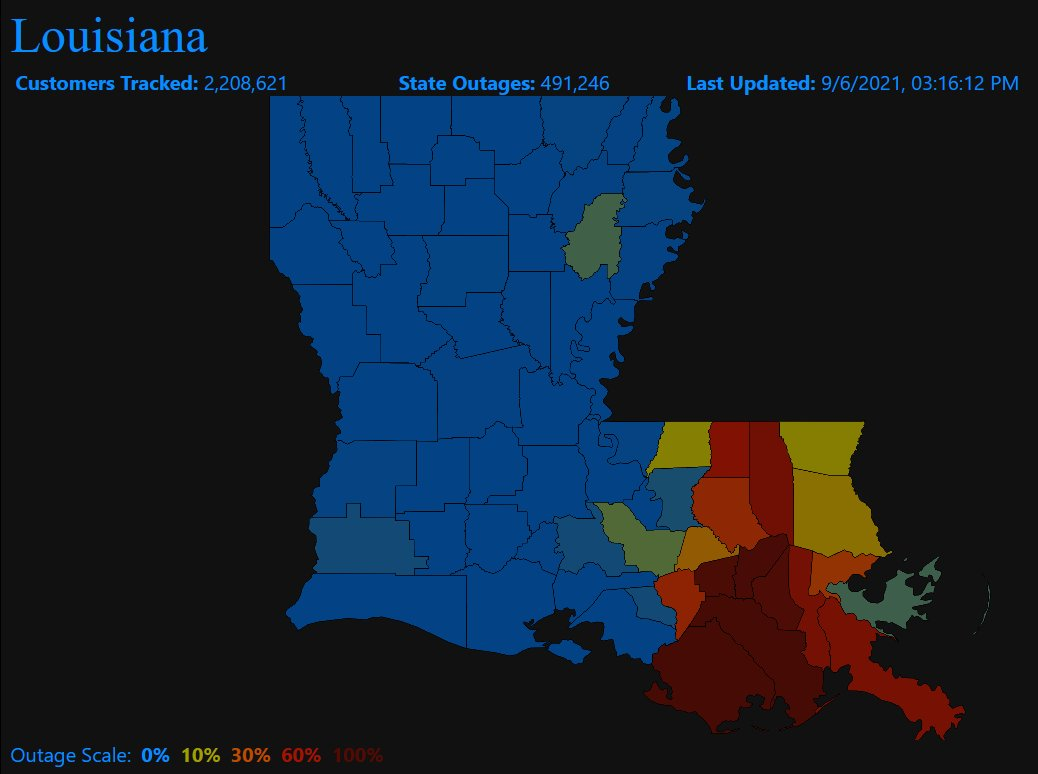 Louisiana
Customers Tracked: 2,208,621 State Outages: 491,246 Last Updated: 9/6/2021, 03:16:12 PM
Outage Scale: 0% 10% 30% 60% 100%